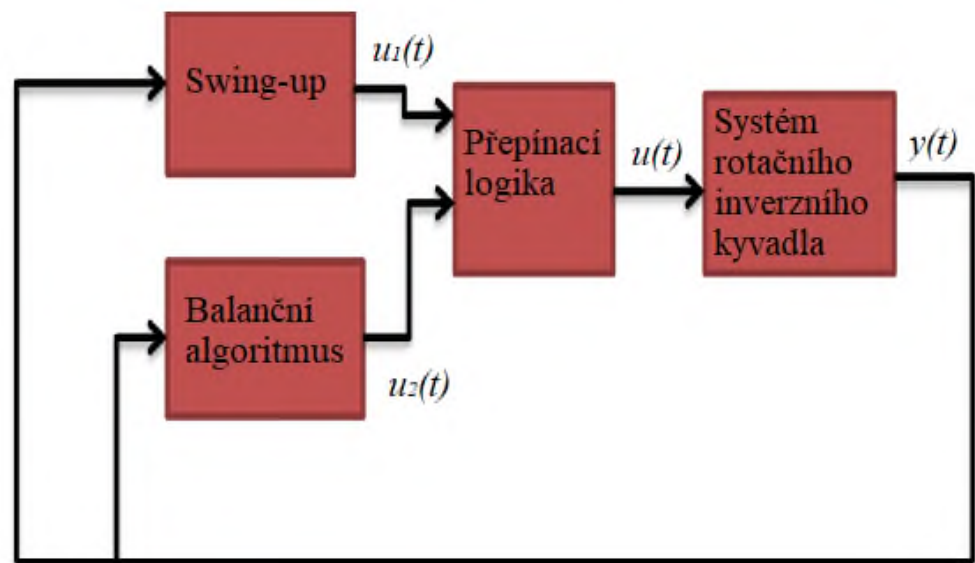 Swing-up
u₁(t)
Přepínací
logika
u(t)
Systém
rotačního
inverzního
kyvadla
y(t)
Balanční
algoritmus
u₂(t)